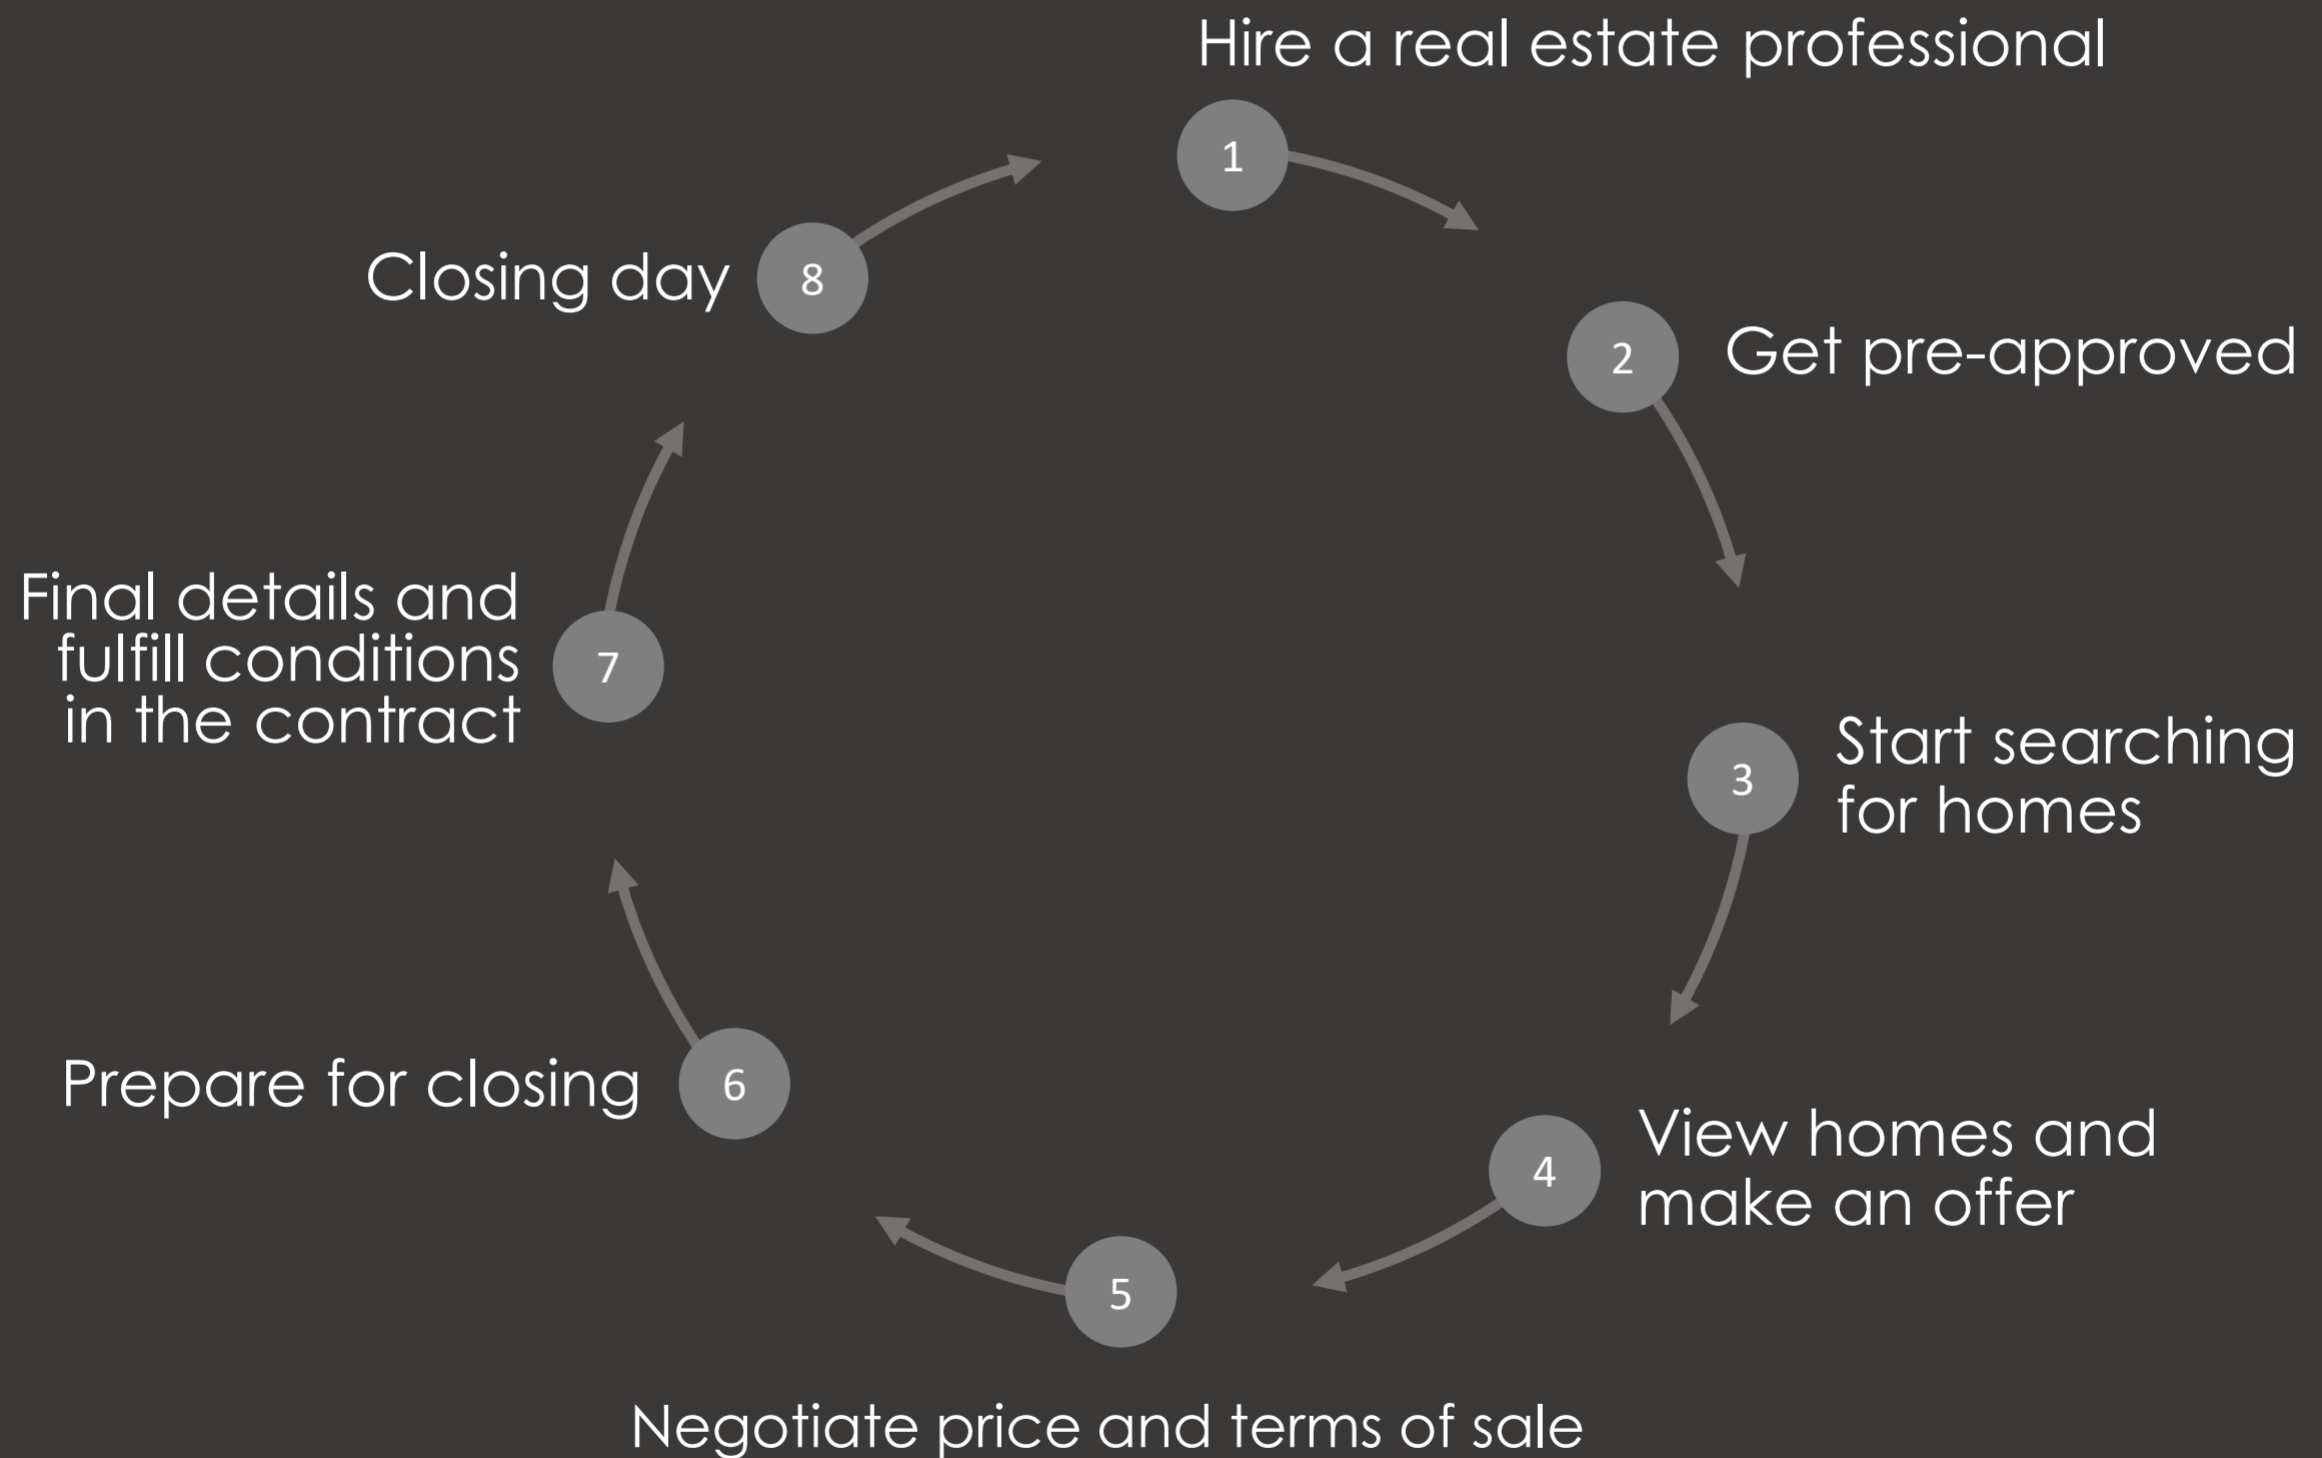 Hire a real estate professional
1
2
Get pre-approved
3
Start searching
for homes
4
View homes and
make an offer
5
Negotiate price and terms of sale
6
Prepare for closing
7
Final details and
fulfill conditions
in the contract
8
Closing day